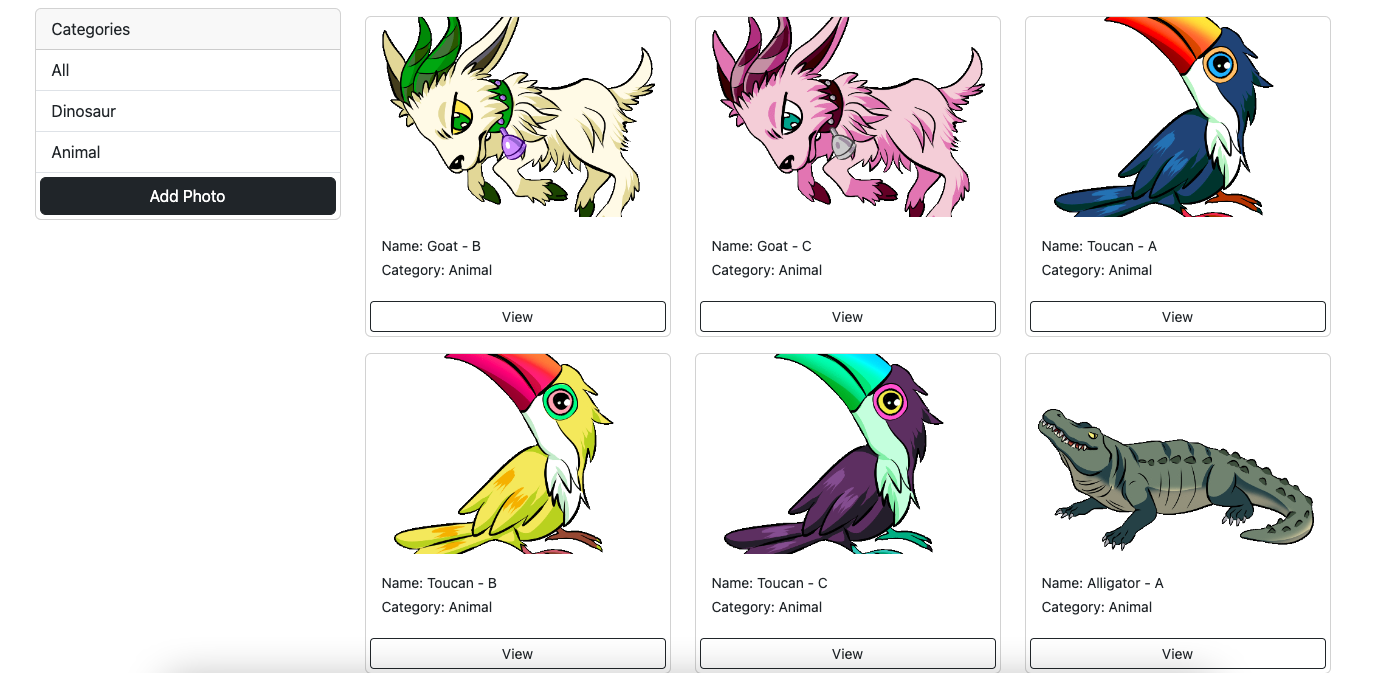 Categories
All
Dinosaur
Animal
Add Photo
Name: Goat - B
Category: Animal
View
Name: Goat - C
Category: Animal
View
Name: Toucan - A
Category: Animal
View
Name: Toucan - B
Category: Animal
View
Name: Toucan - C
Category: Animal
View
Name: Alligator - A
Category: Animal
View